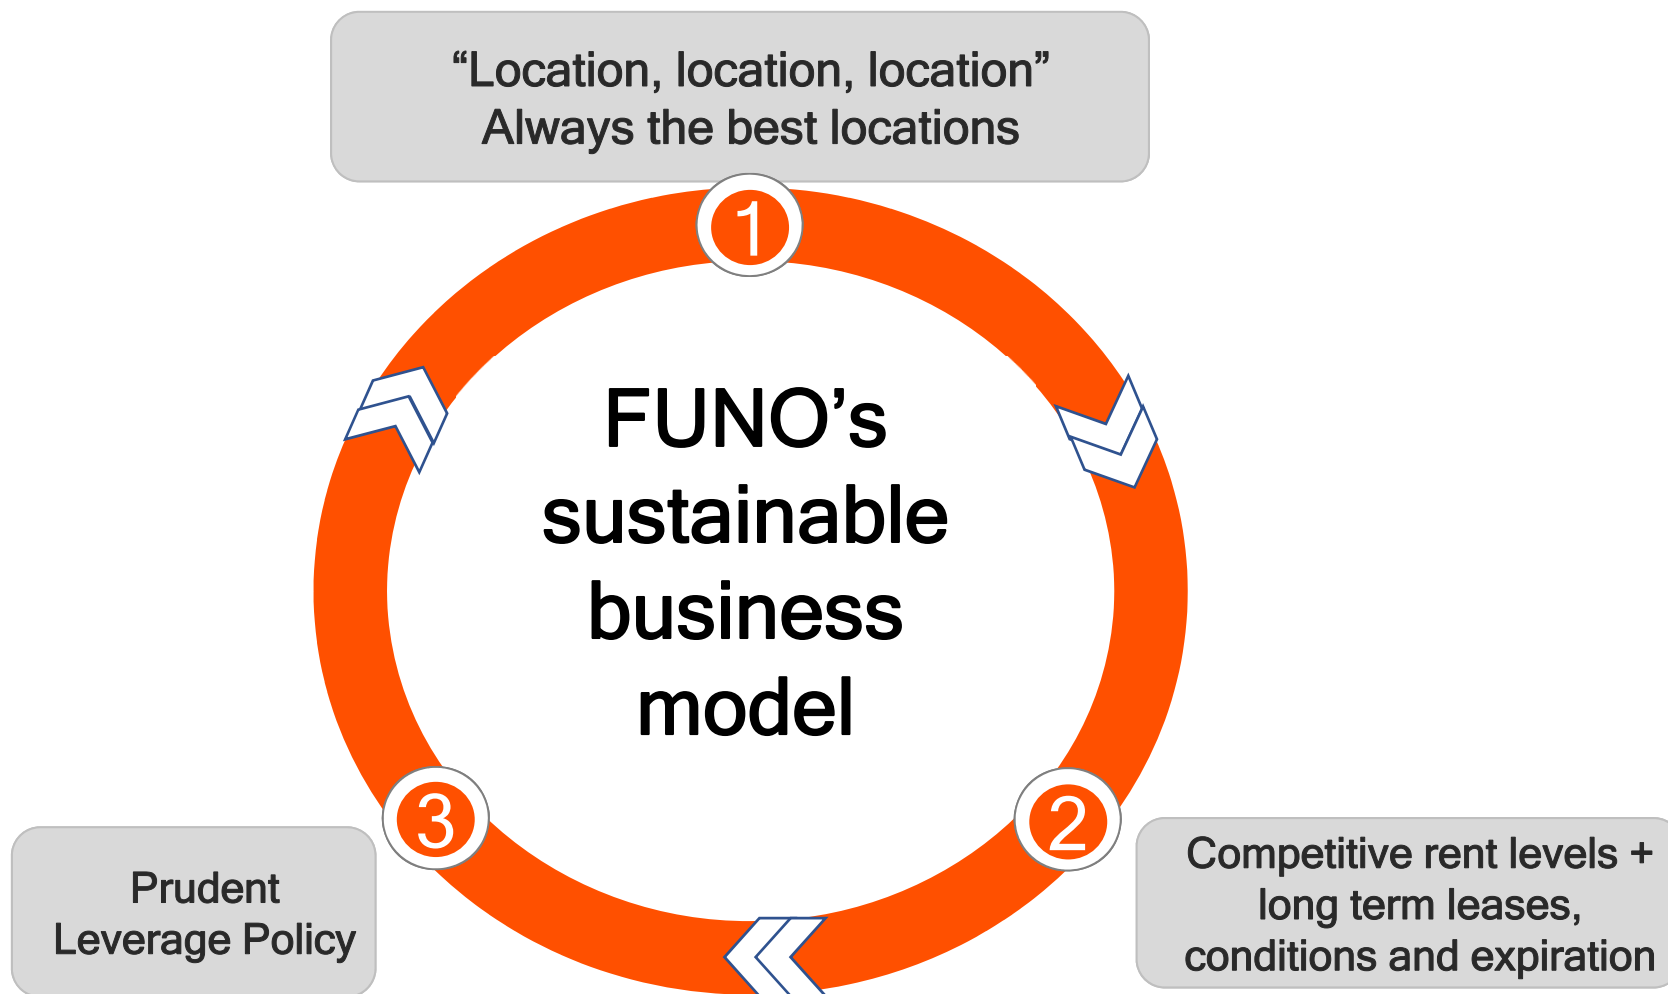 “Location, location, location”
Always the best locations
1
FUNO’s
sustainable
business
model
3
2
Prudent
Leverage Policy
Competitive rent levels +
long term leases,
conditions and expiration